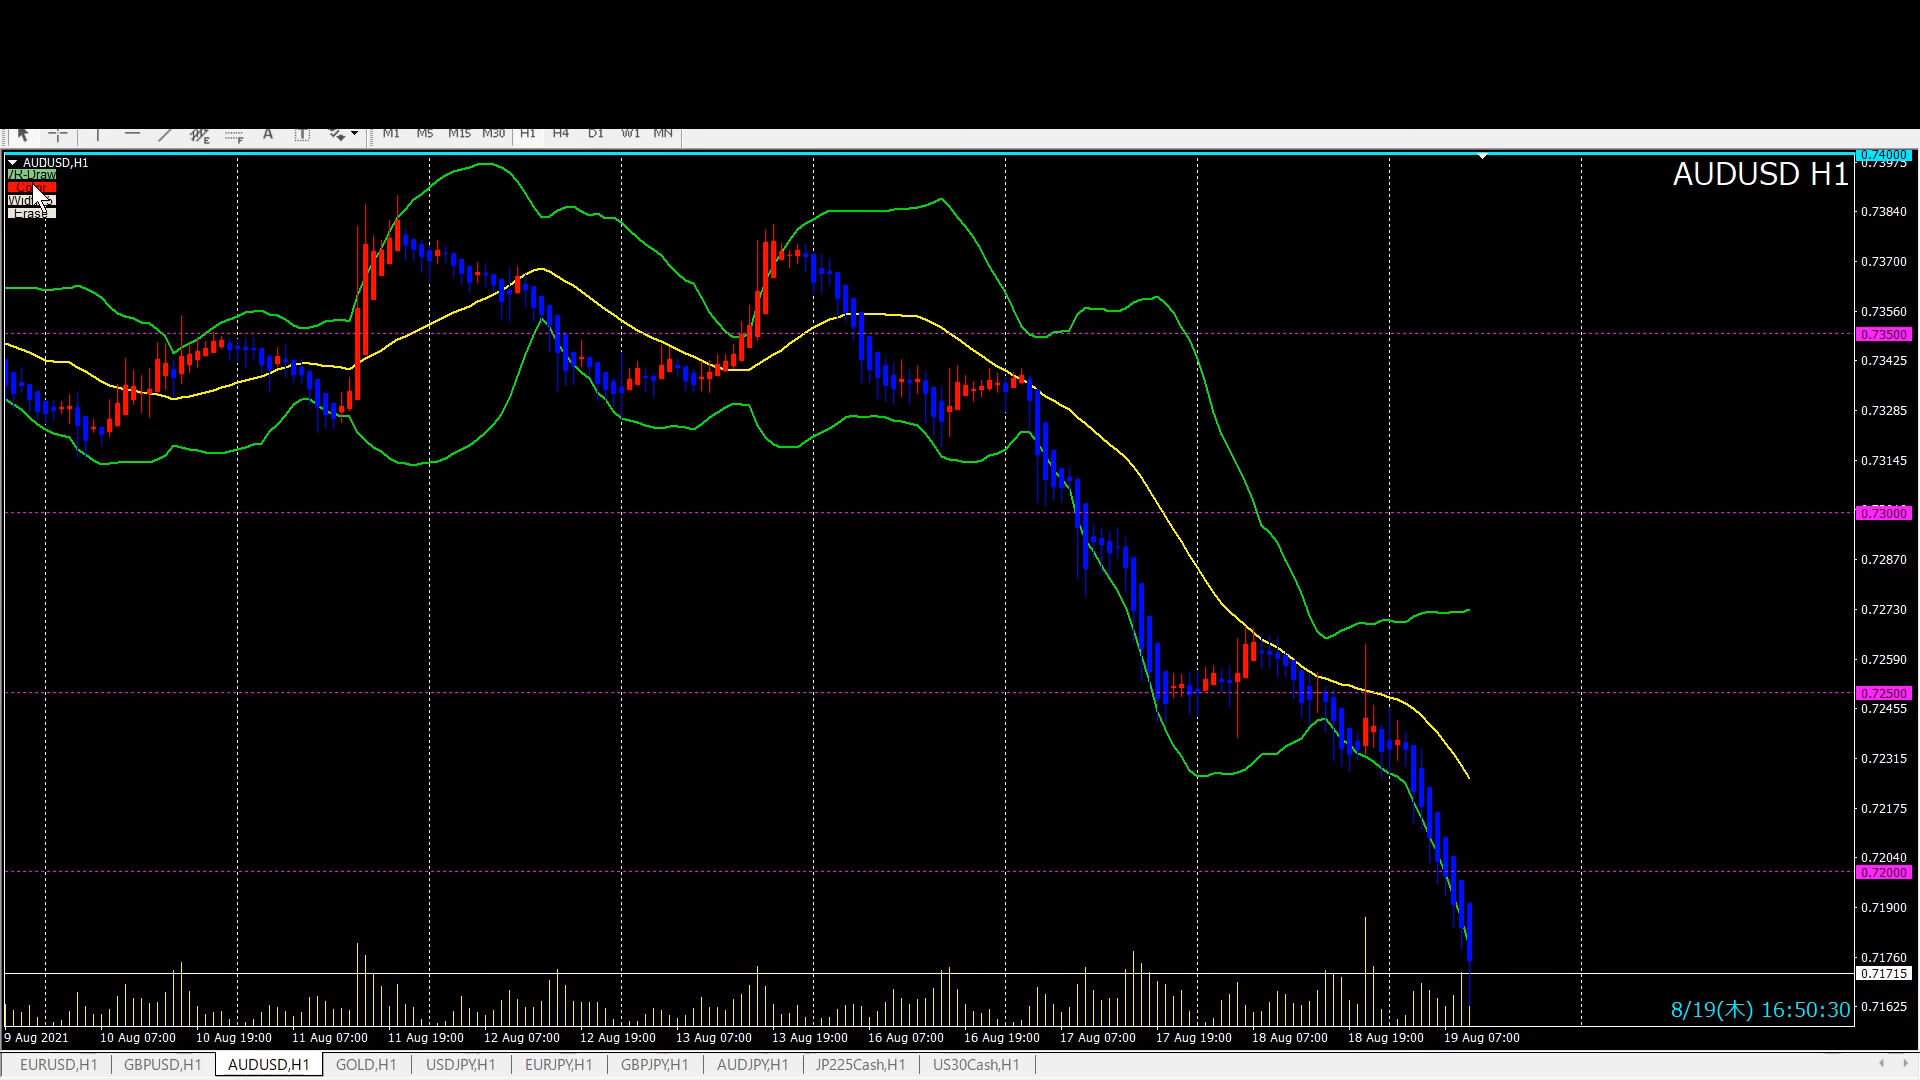 M1 M5 M15 M30 H1 H4 D1 W1 MN
AUDUSD,H1
/R-Draw
Erase
AUDUSD H1
0.74000
0.73975
0.73840
0.73700
0.73560
0.73500
0.73425
0.73285
0.73145
0.73000
0.72870
0.72730
0.72590
0.72500
0.72455
0.72315
0.72175
0.72040
0.72000
0.71900
0.71760
0.71715
0.71625
8/19(木) 16:50:30
9 Aug 2021 10 Aug 07:00 10 Aug 19:00 11 Aug 07:00 11 Aug 19:00 12 Aug 07:00 12 Aug 19:00 13 Aug 07:00 13 Aug 19:00 16 Aug 07:00 16 Aug 19:00 17 Aug 07:00 17 Aug 19:00 18 Aug 07:00 18 Aug 19:00 19 Aug 07:00
EURUSD,H1 GBPUSD,H1 AUDUSD,H1 GOLD,H1 USDJPY,H1 EURJPY,H1 GBPJPY,H1 AUDJPY,H1 JP225Cash,H1 US30Cash,H1